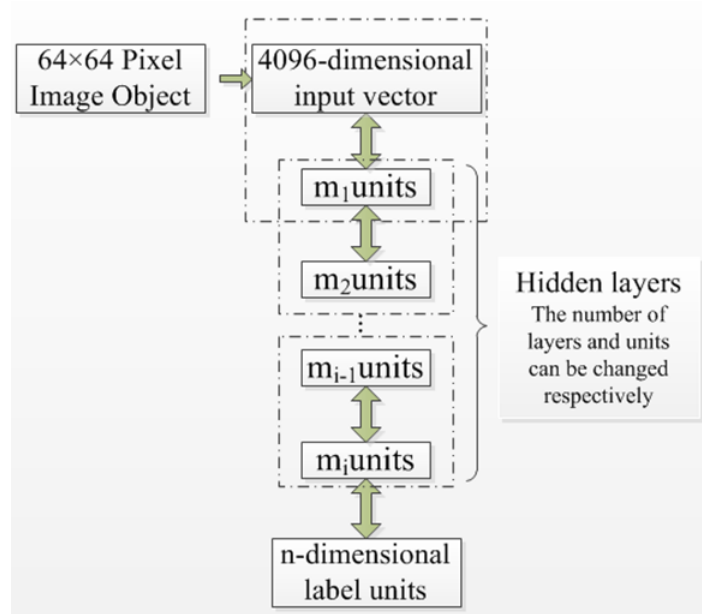 64×64 Pixel
Image Object
4096-dimensional
input vector
m₁units
m₂units
⋮
mᵢ₋₁units
mᵢunits
n-dimensional
label units
Hidden layers
The number of
layers and units
can be changed
respectively